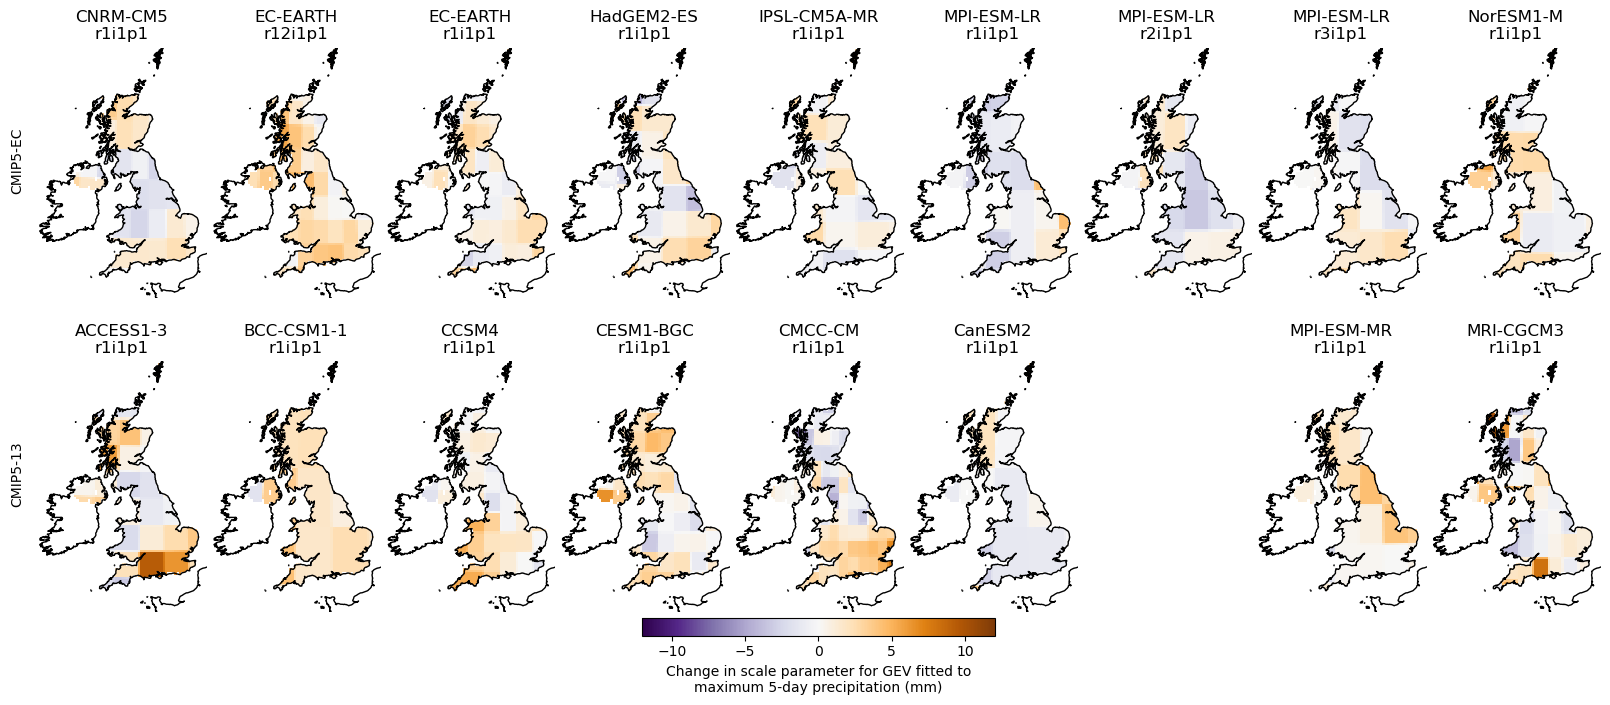 CNRM-CM5 EC-EARTH EC-EARTH HadGEM2-ES IPSL-CM5A-MR MPI-ESM-LR MPI-ESM-LR MPI-ESM-LR NorESM1-M
r1i1p1 r12i1p1 r1i1p1 r1i1p1 r1i1p1 r1i1p1 r2i1p1 r3i1p1 r1i1p1
CMIP5-EC
ACCESS1-3 BCC-CSM1-1 CCSM4 CESM1-BGC CMCC-CM CanESM2 MPI-ESM-MR MRI-CGCM3
r1i1p1 r1i1p1 r1i1p1 r1i1p1 r1i1p1 r1i1p1 r1i1p1 r1i1p1
CMIP5-13
−10 −5 0 5 10
Change in scale parameter for GEV fitted to
maximum 5-day precipitation (mm)